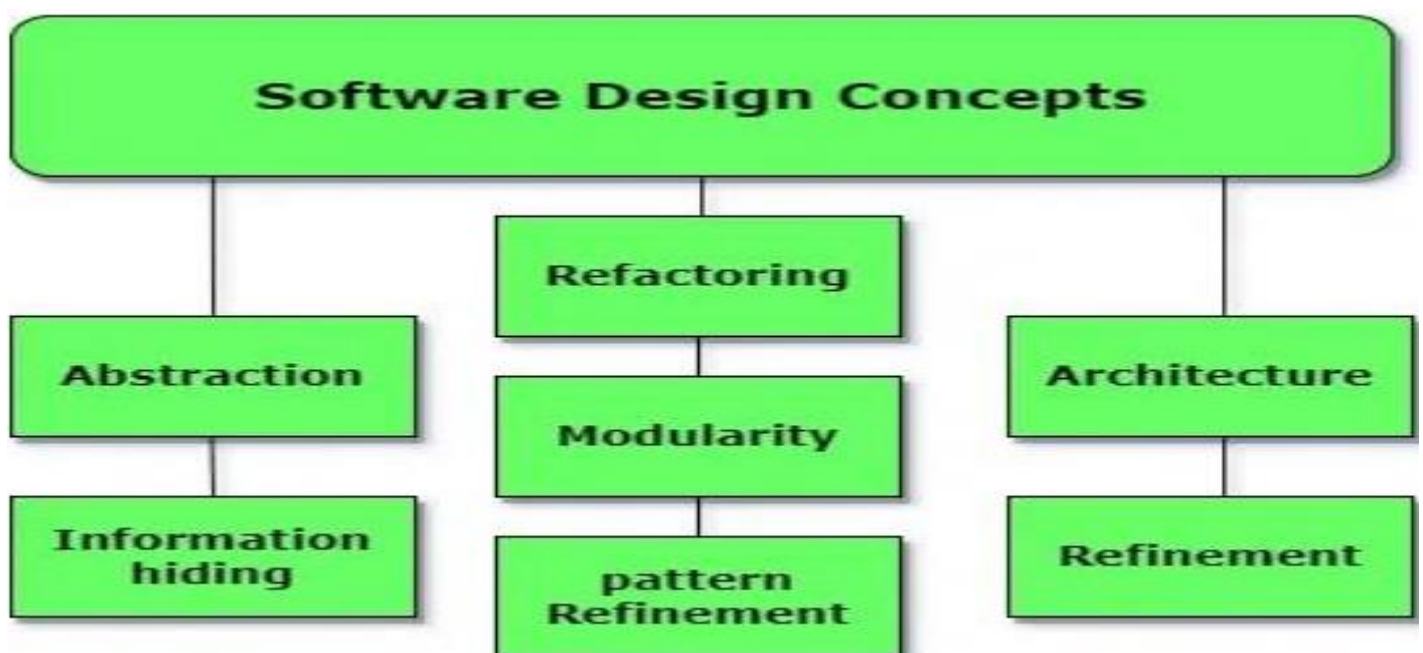 Software Design Concepts
Refactoring
Abstraction
Architecture
Modularity
Information
hiding
Refinement
pattern
Refinement